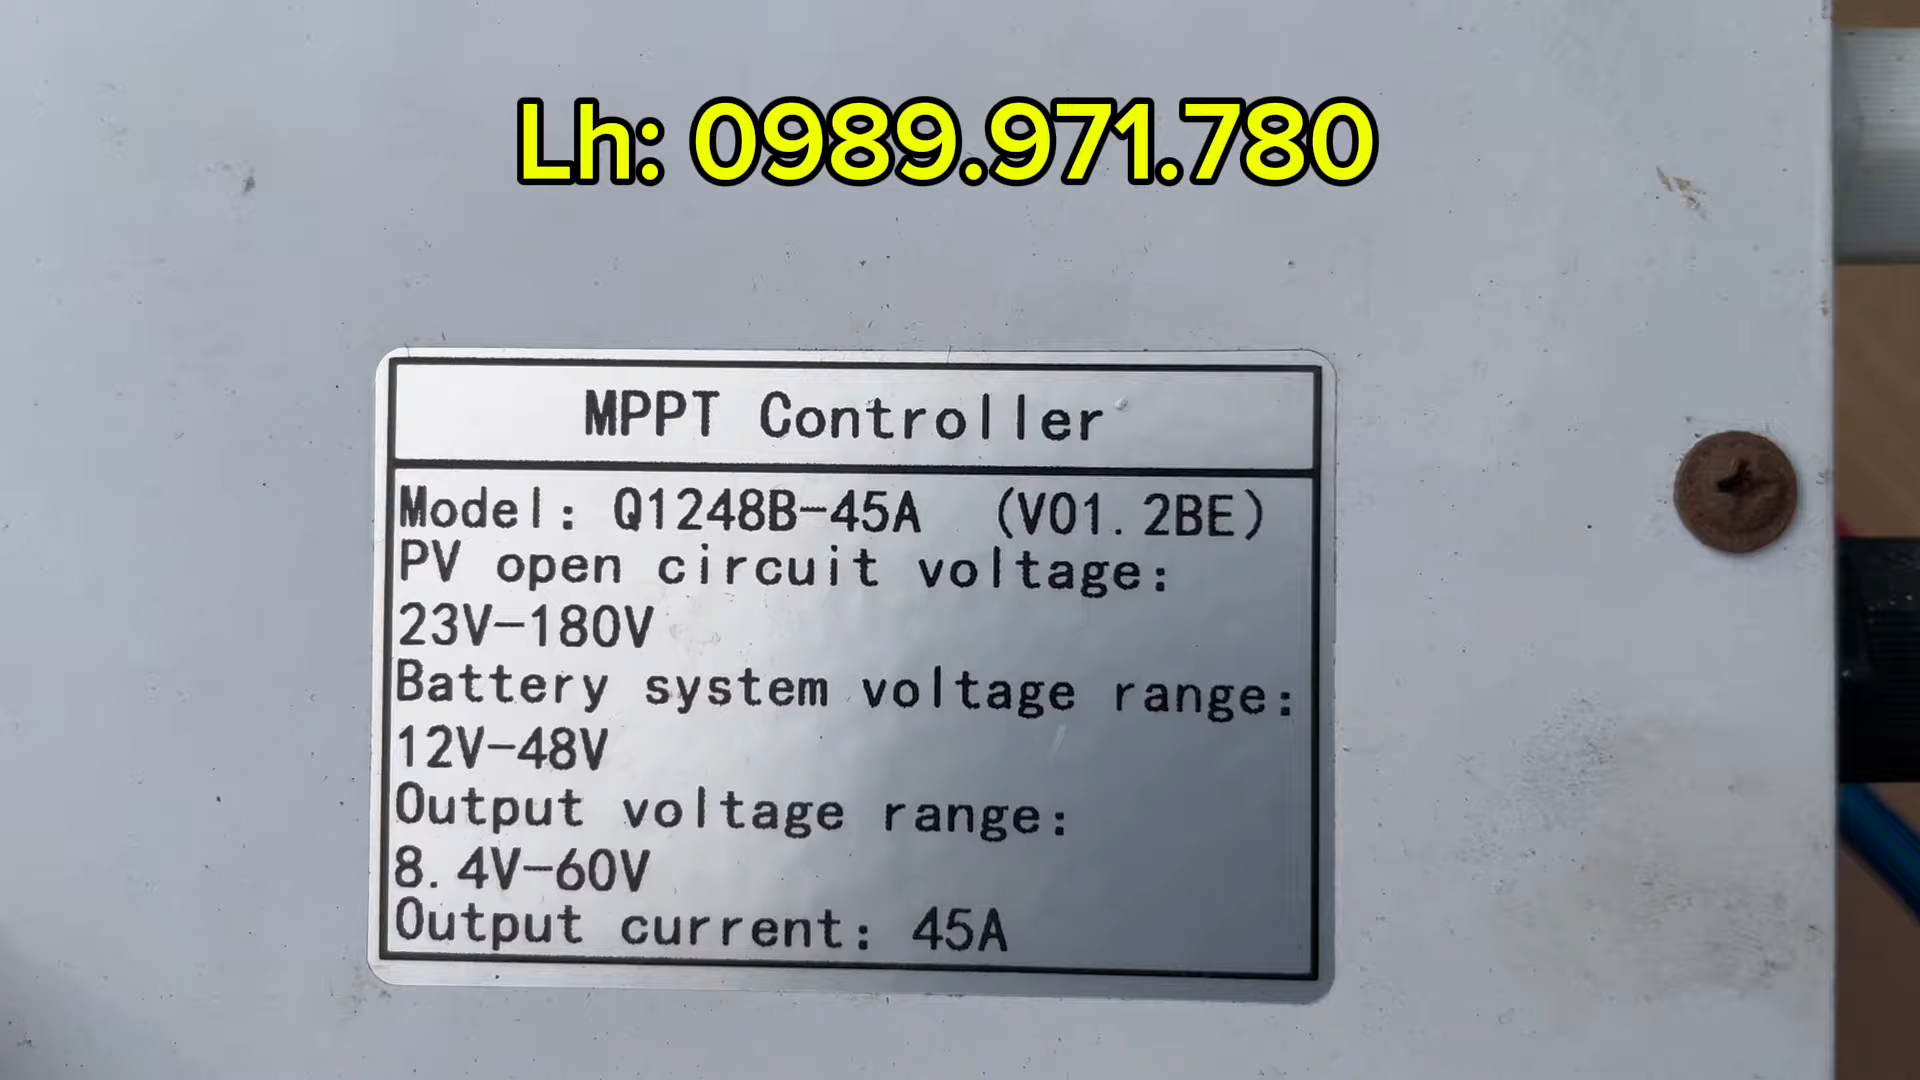 Lh: 0989.971.780
MPPT Controller
Model: Q1248B-45A (V01.2BE)
PV open circuit voltage:
23V-180V
Battery system voltage range:
12V-48V
Output voltage range:
8.4V-60V
Output current: 45A